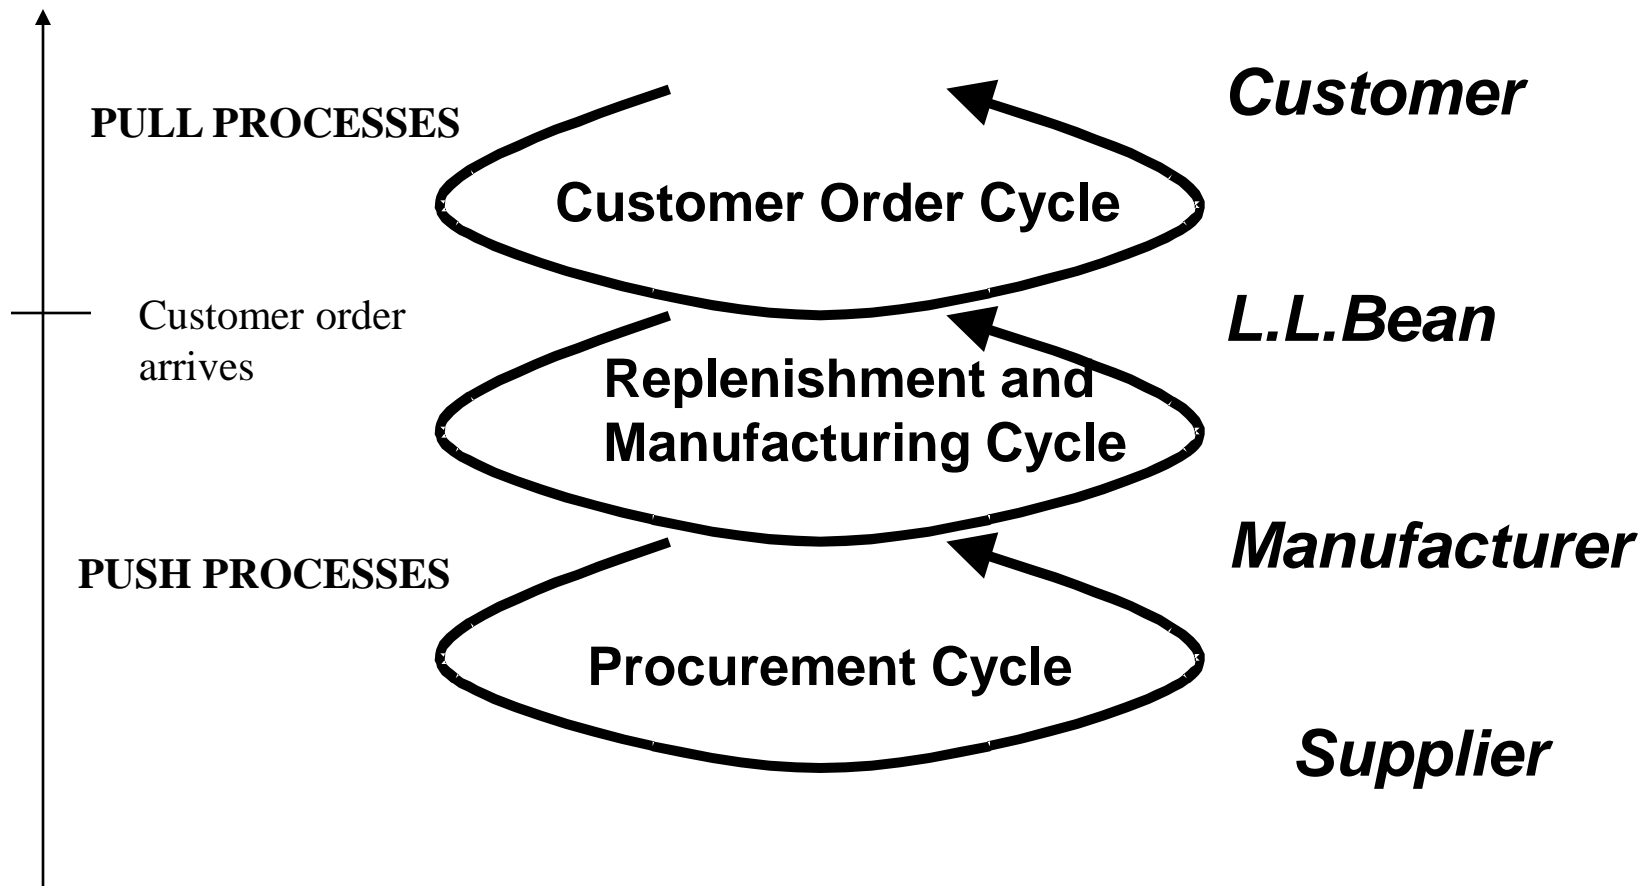 Customer
PULL PROCESSES
Customer Order Cycle
Customer order
arrives
L.L.Bean
Replenishment and
Manufacturing Cycle
Manufacturer
PUSH PROCESSES
Procurement Cycle
Supplier